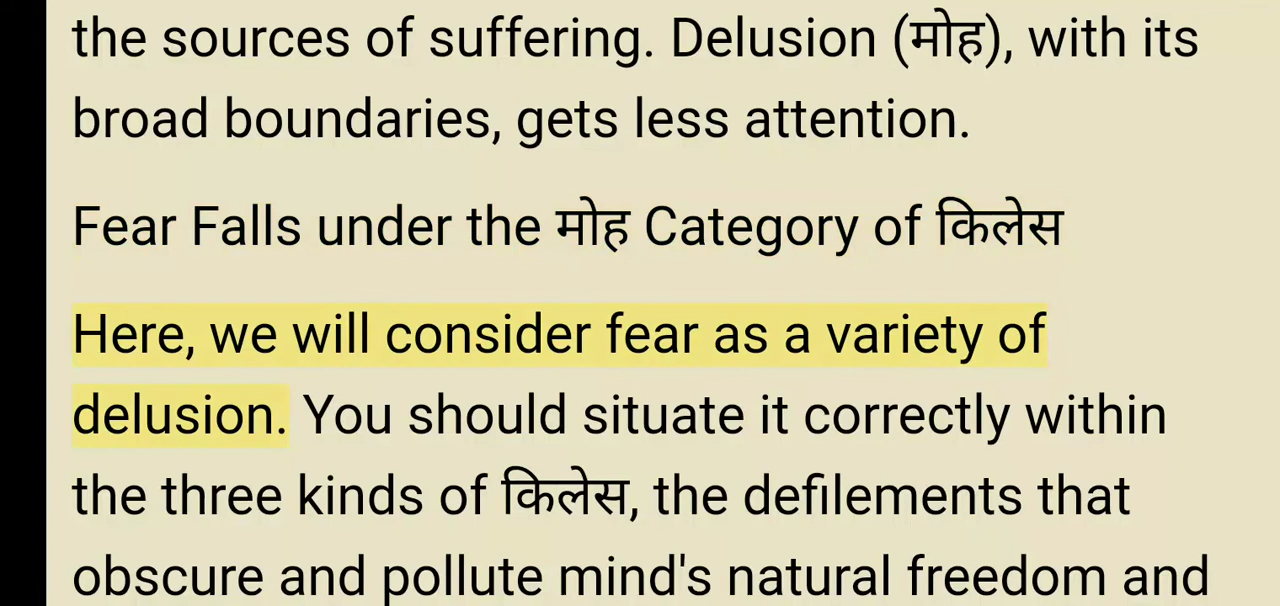 the sources of suffering. Delusion (मोह), with its
broad boundaries, gets less attention.
Fear Falls under the मोह Category of किलेस
Here, we will consider fear as a variety of
delusion. You should situate it correctly within
the three kinds of किलेस, the defilements that
obscure and pollute mind's natural freedom and